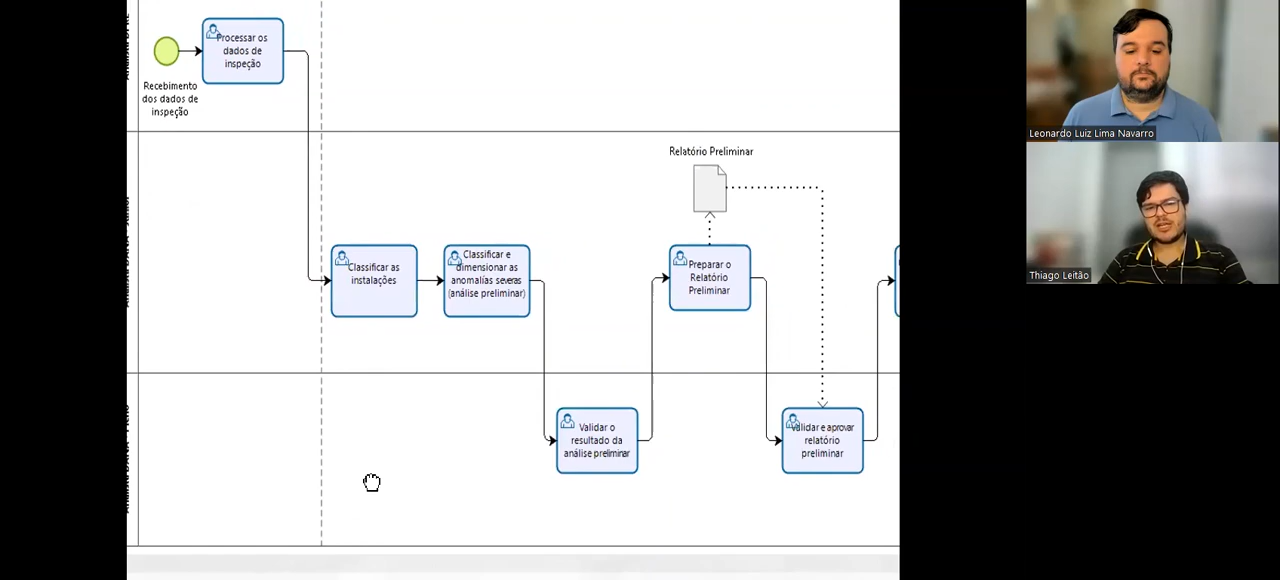 Processar os
dados de
inspeção
Recebimento
dos dados de
inspeção
Relatório Preliminar
Classificar as
instalações
Classificar e
dimensionar as
anomalías severas
(análise preliminar)
Preparar o
Relatório
Preliminar
Validar o
resultado da
análise preliminar
Validar e aprovar
relatório
preliminar
Leonardo Luiz Lima Navarro
Thiago Leitão